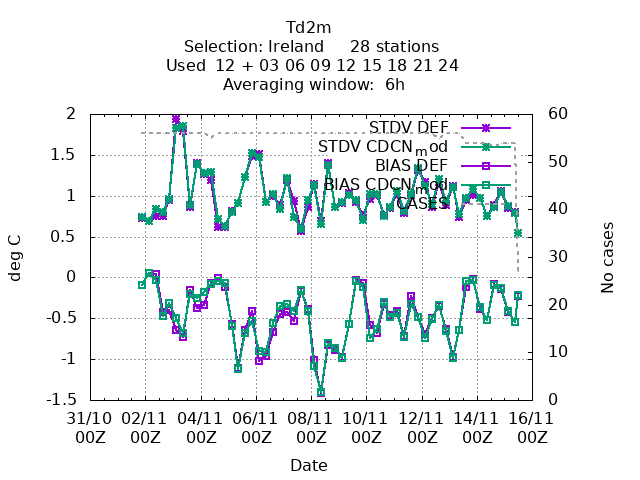 Td2m
Selection: Ireland 28 stations
Used 12 + 03 06 09 12 15 18 21 24
Averaging window: 6h
STDV DEF
STDV CDCN_mod
BIAS DEF
BIAS CDCN_mod
CASES
2
1.5
1
0.5
0
-0.5
-1
-1.5
deg C
60
50
40
30
20
10
0
No cases
31/10 02/11 04/11 06/11 08/11 10/11 12/11 14/11 16/11
00Z 00Z 00Z 00Z 00Z 00Z 00Z 00Z 00Z
Date